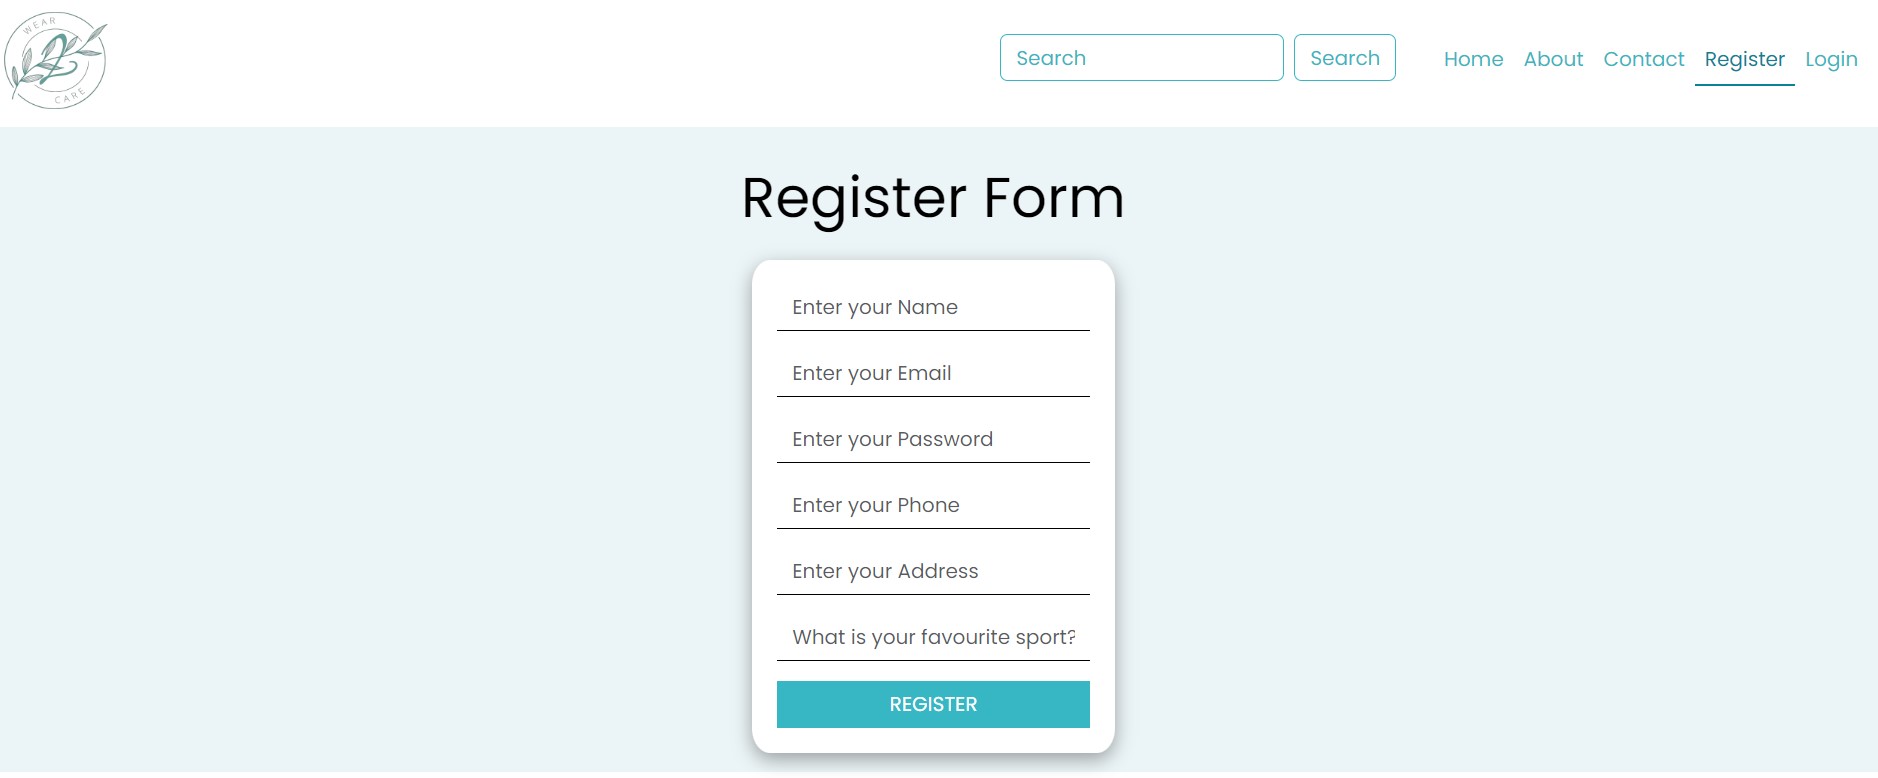 WEAR
2
CARE
Search
Search
Home
About
Contact
Register
Login
Register Form
Enter your Name
Enter your Email
Enter your Password
Enter your Phone
Enter your Address
What is your favourite sport?
REGISTER